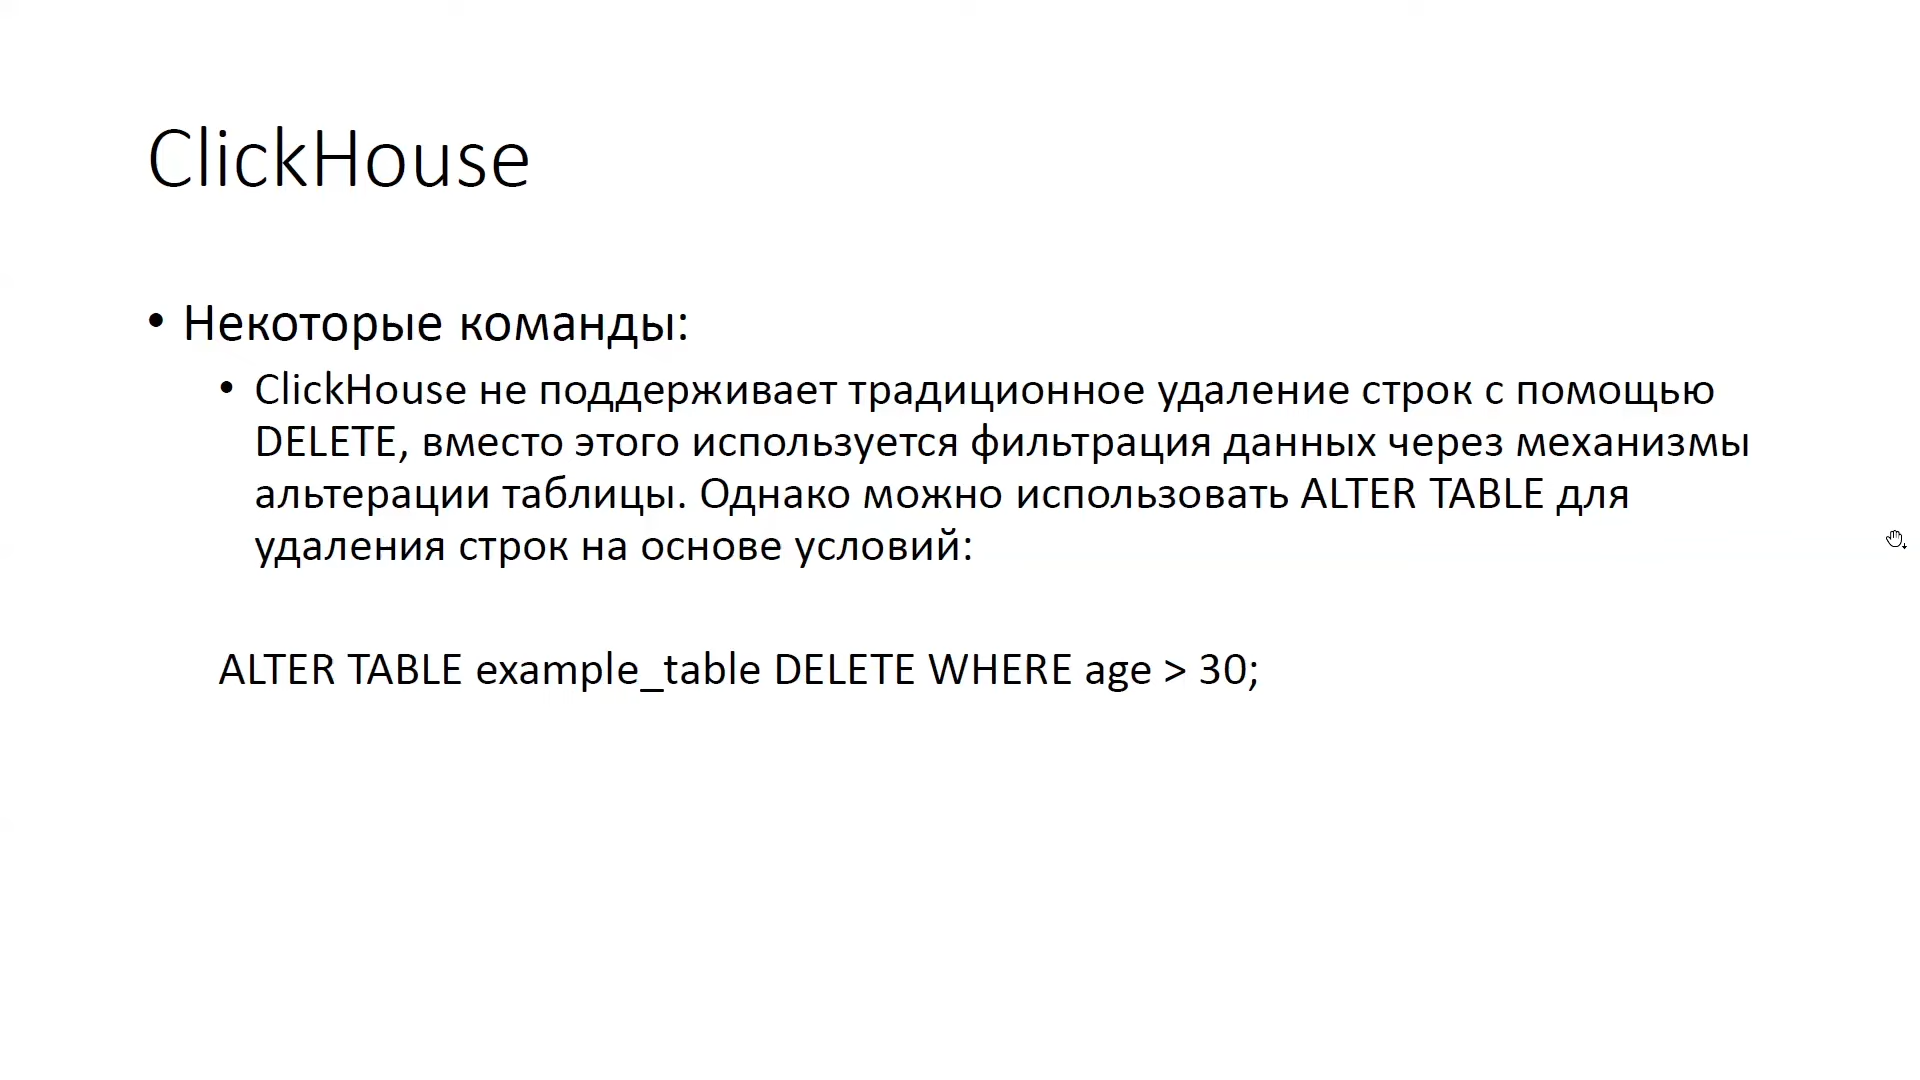 ClickHouse
• Некоторые команды:
• ClickHouse не поддерживает традиционное удаление строк с помощью
DELETE, вместо этого используется фильтрация данных через механизмы
альтерации таблицы. Однако можно использовать ALTER TABLE для
удаления строк на основе условий:
ALTER TABLE example_table DELETE WHERE age > 30;